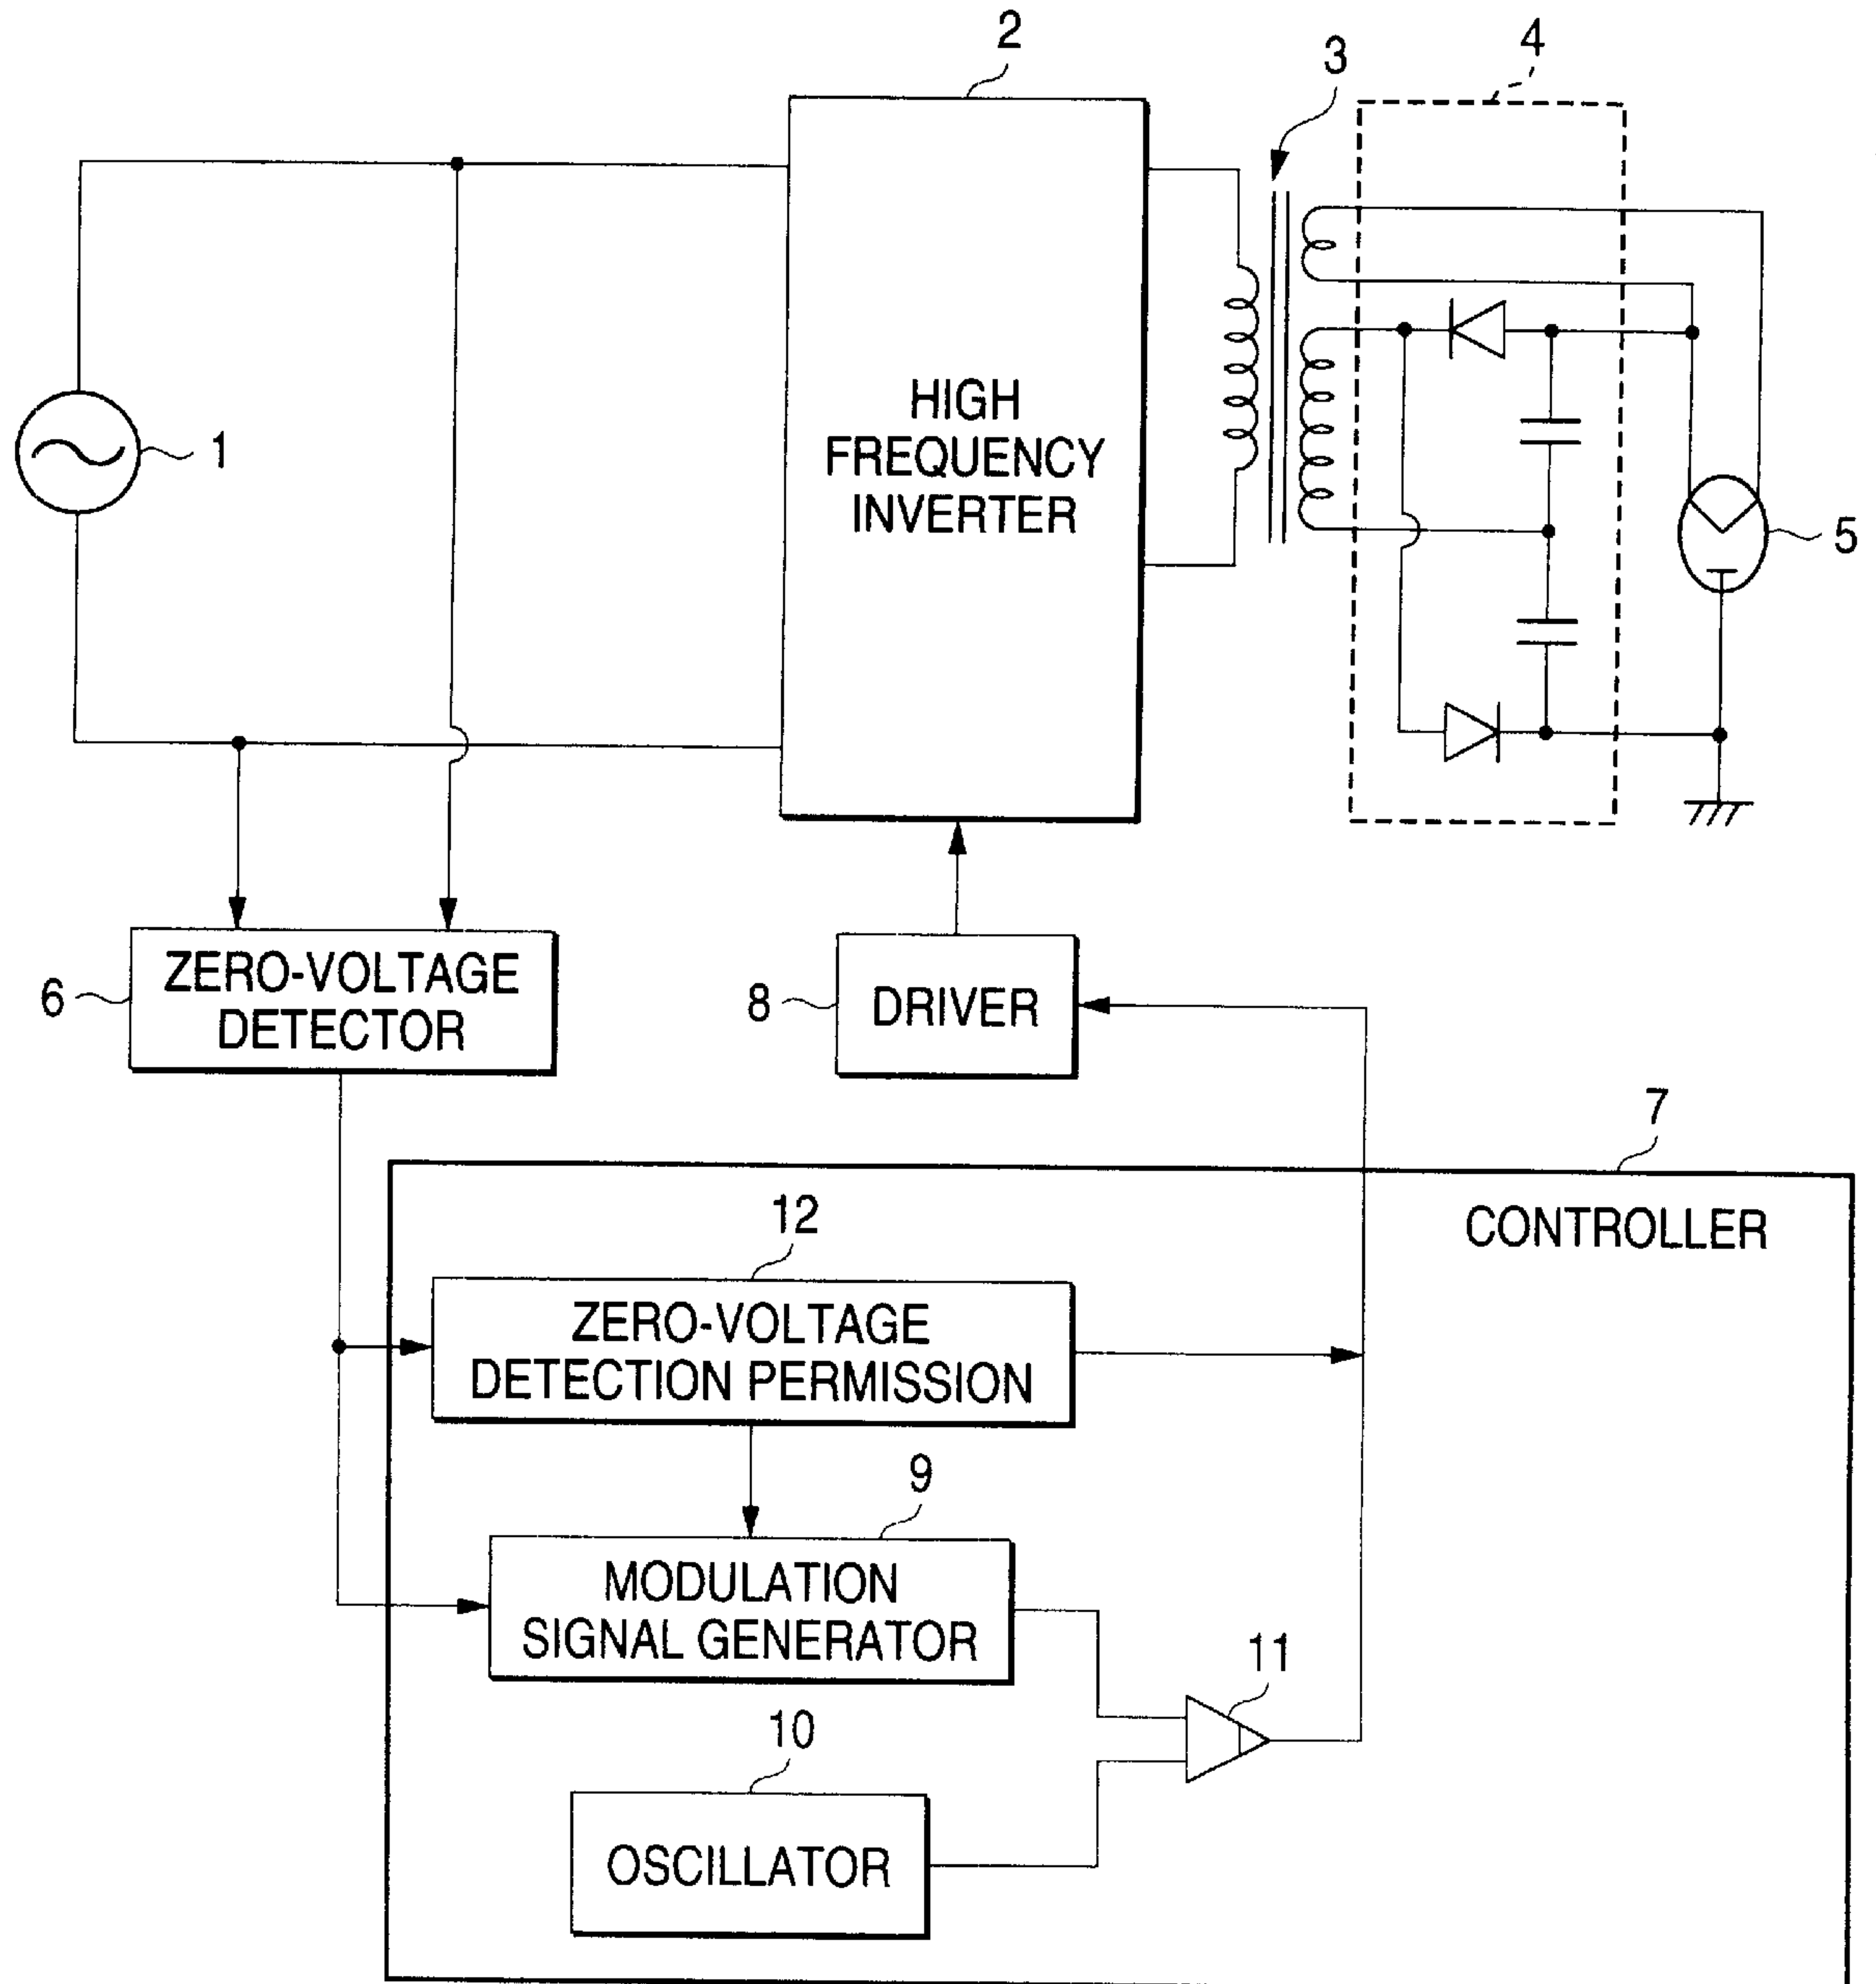 2
3
4
1
HIGH
FREQUENCY
INVERTER
5
6
ZERO-VOLTAGE
DETECTOR
8
DRIVER
7
CONTROLLER
12
ZERO-VOLTAGE
DETECTION PERMISSION
9
MODULATION
SIGNAL GENERATOR
11
10
OSCILLATOR